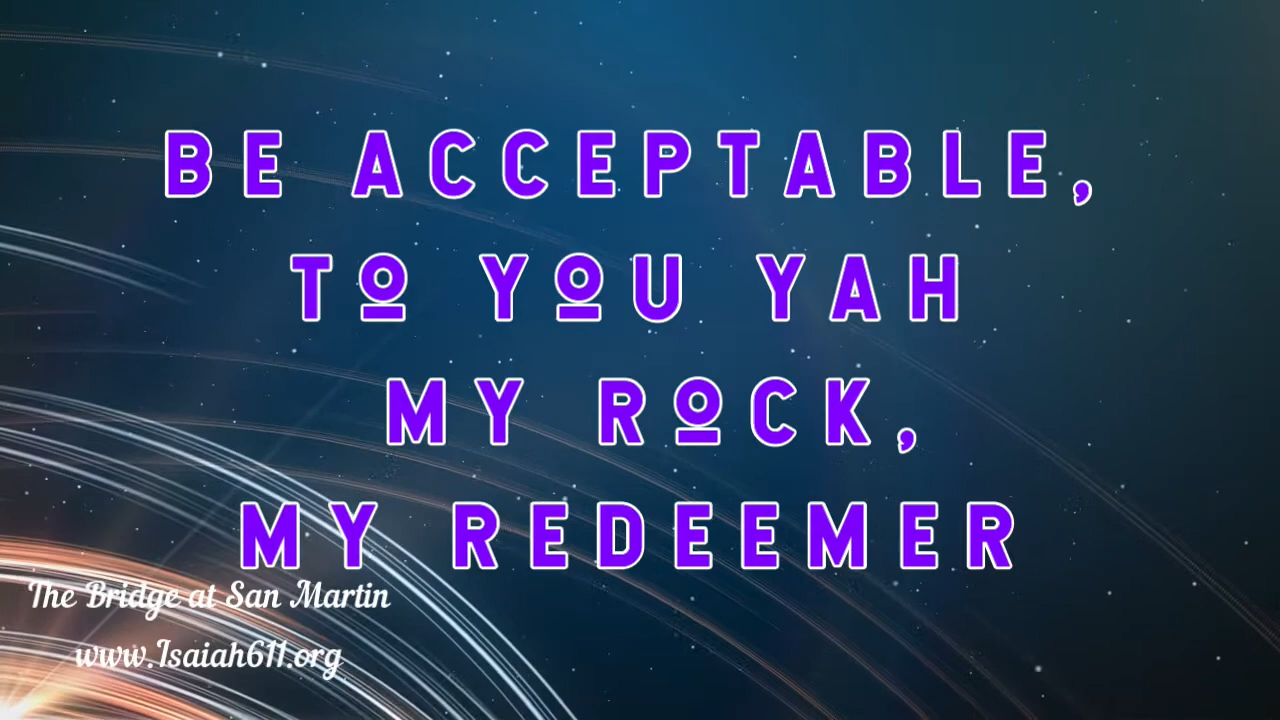 BE ACCEPTABLE,
TO YOU YAH
MY ROCK,
MY REDEEMER
The Bridge at San Martin
www.Isaiah611.org